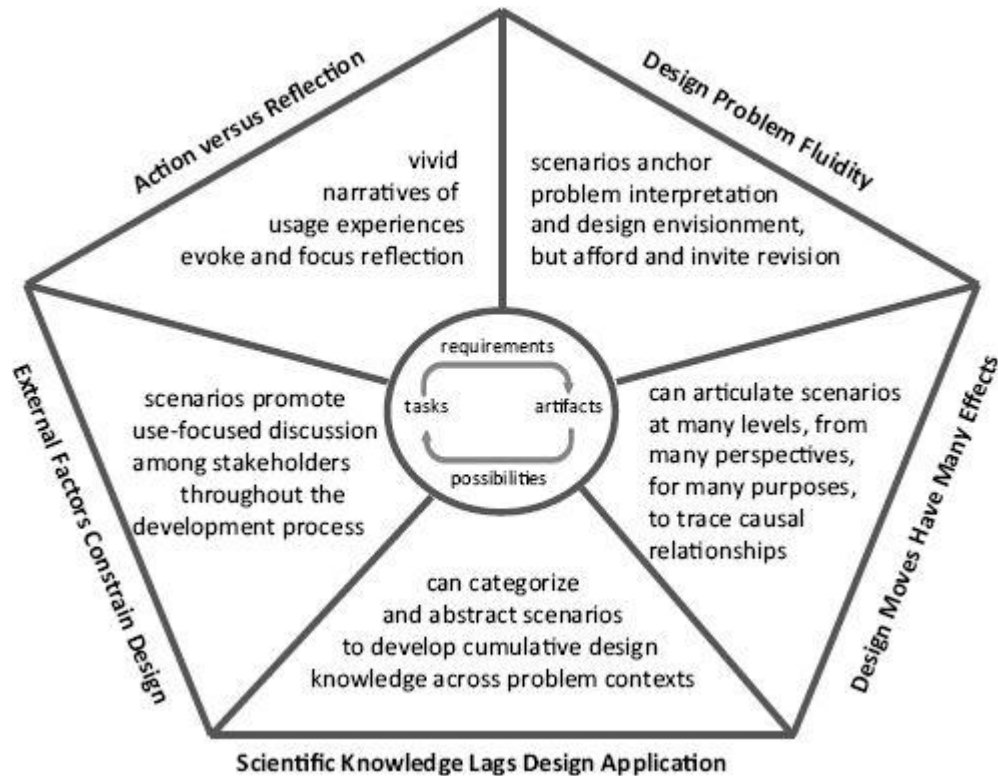 Action versus Reflection
Design Problem Fluidity
vivid
narratives of
usage experiences
evoke and focus reflection
scenarios anchor
problem interpretation
and design envisionment,
but afford and invite revision
requirements
tasks
artifacts
possibilities
External Factors Constrain Design
scenarios promote
use-focused discussion
among stakeholders
throughout the
development process
can articulate scenarios
at many levels, from
many perspectives,
for many purposes,
to trace causal
relationships
Design Moves Have Many Effects
can categorize
and abstract scenarios
to develop cumulative design
knowledge across problem contexts
Scientific Knowledge Lags Design Application